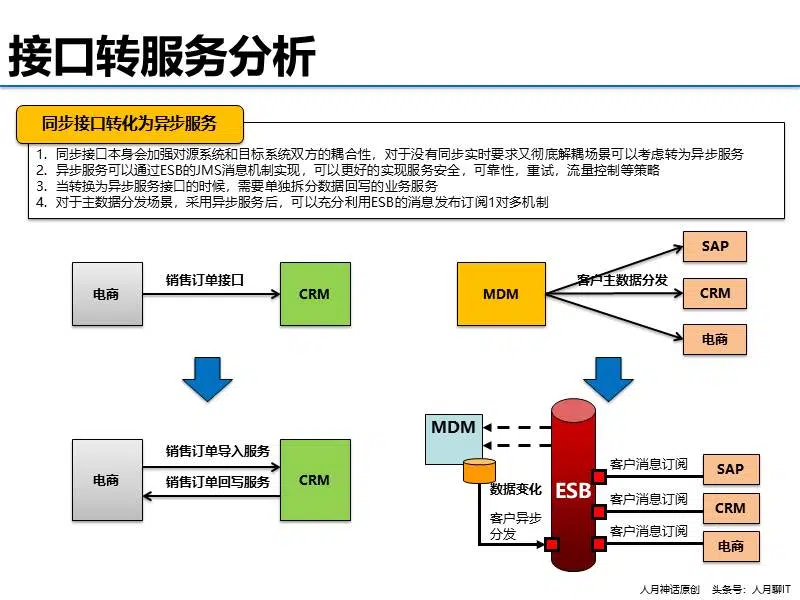 接口转服务分析
同步接口转化为异步服务
1. 同步接口本身会加强对源系统和目标系统双方的耦合性，对于没有同步实时要求又彻底解耦场景可以考虑转为异步服务
2. 异步服务可以通过ESB的JMS消息机制实现，可以更好的实现服务安全，可靠性，重试，流量控制等策略
3. 当转换为异步服务接口的时候，需要单独拆分数据回写的业务服务
4. 对于主数据分发场景，采用异步服务后，可以充分利用ESB的消息发布订阅1对多机制
电商
销售订单接口
CRM
MDM
客户主数据分发
SAP
CRM
电商
电商
销售订单导入服务
销售订单回写服务
CRM
MDM
数据变化
客户异步
分发
ESB
客户消息订阅
SAP
客户消息订阅
CRM
客户消息订阅
电商
人月神话原创 头条号：人月聊IT